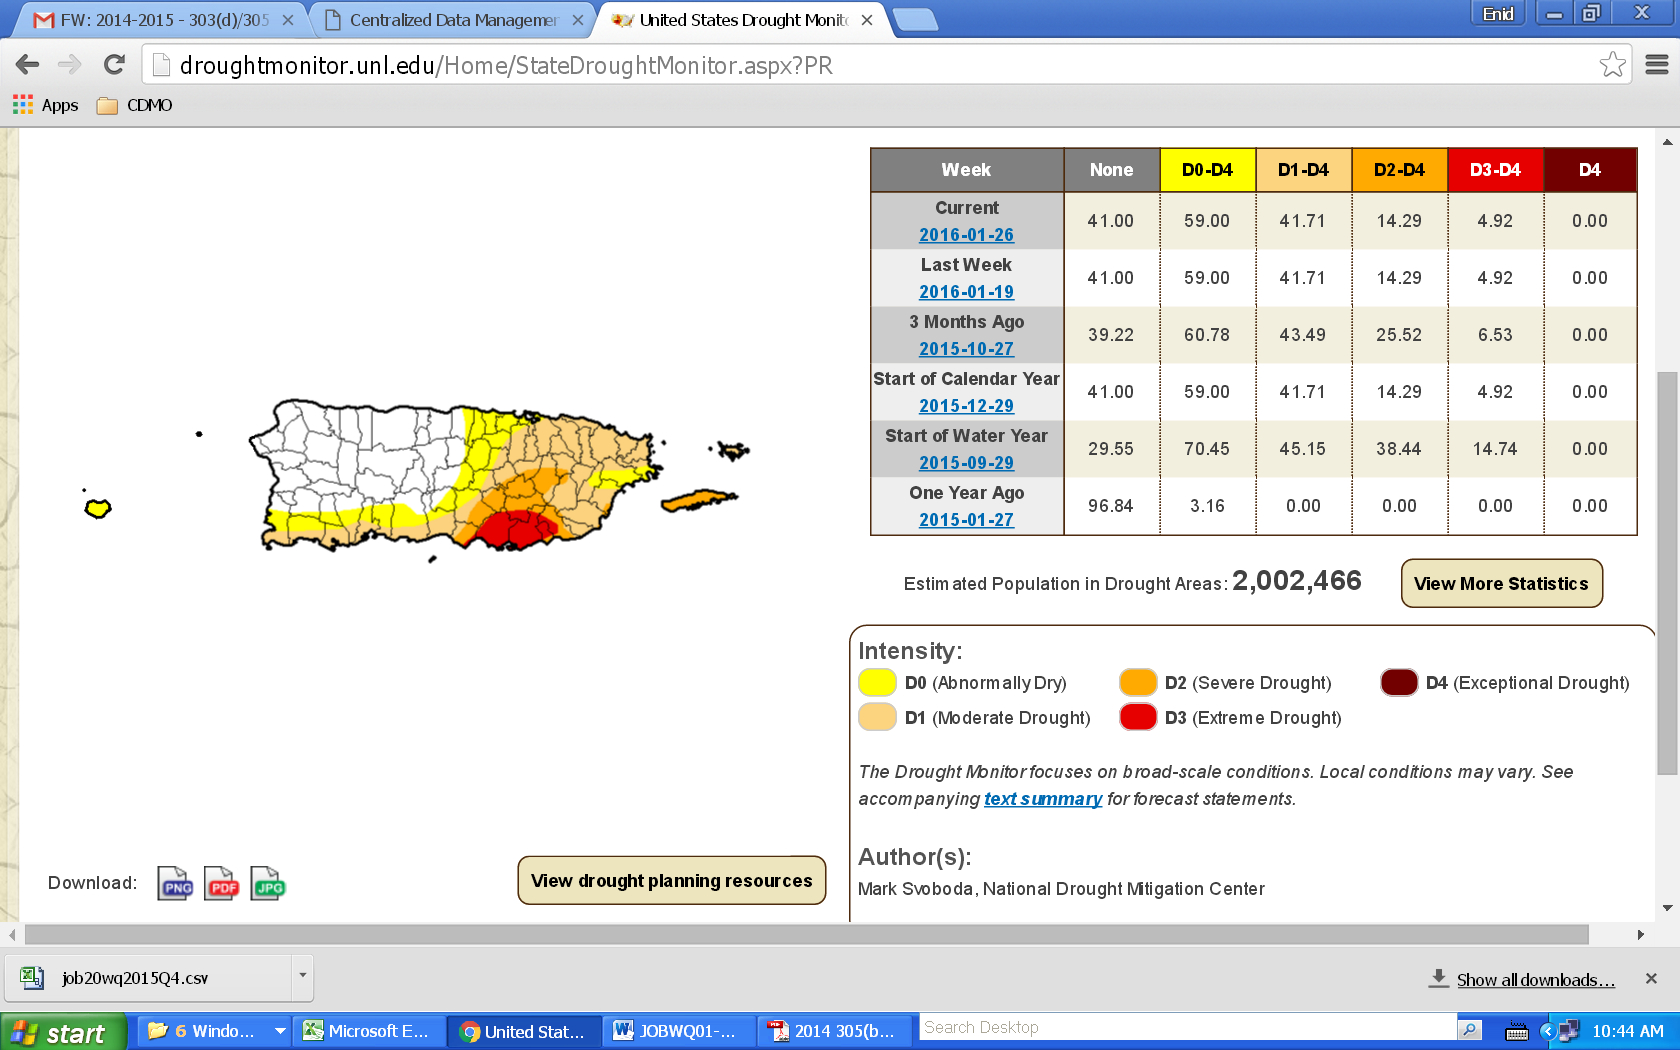 FW: 2014-2015 - 303(d)/305
Centralized Data Managemen
United States Drought Monito
Enid
droughtmonitor.unl.edu/Home/StateDroughtMonitor.aspx?PR
Apps
CDMO
Week None D0-D4 D1-D4 D2-D4 D3-D4 D4
Current
2016-01-26 41.00 59.00 41.71 14.29 4.92 0.00
Last Week
2016-01-19 41.00 59.00 41.71 14.29 4.92 0.00
3 Months Ago
2015-10-27 39.22 60.78 43.49 25.52 6.53 0.00
Start of Calendar Year
2015-12-29 41.00 59.00 41.71 14.29 4.92 0.00
Start of Water Year
2015-09-29 29.55 70.45 45.15 38.44 14.74 0.00
One Year Ago
2015-01-27 96.84 3.16 0.00 0.00 0.00 0.00
Estimated Population in Drought Areas: 2,002,466
View More Statistics
Intensity:
D0 (Abnormally Dry) D2 (Severe Drought) D4 (Exceptional Drought)
D1 (Moderate Drought) D3 (Extreme Drought)
The Drought Monitor focuses on broad-scale conditions. Local conditions may vary. See
accompanying text summary for forecast statements.
Author(s):
Mark Svoboda, National Drought Mitigation Center
Download: PNG PDF JPG
View drought planning resources
job20wq2015Q4.csv
Show all downloads...
start
6 Windo...
Microsoft E...
United Stat...
JOBWQ01-...
2014 305(b...
Search Desktop
10:44 AM